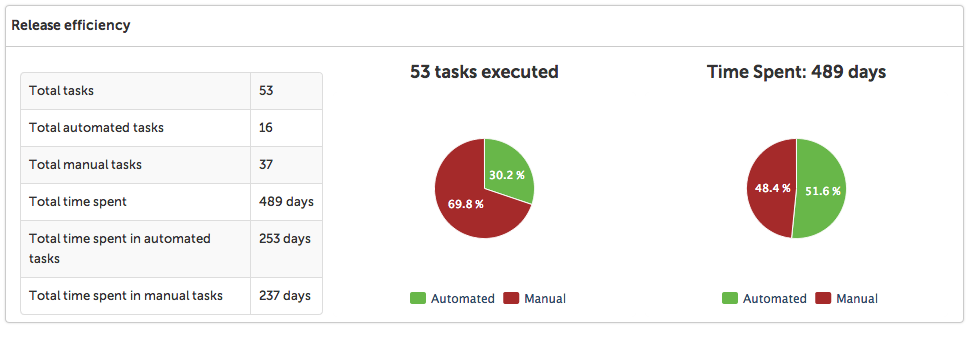 Release efficiency
Total tasks 53
Total automated tasks 16
Total manual tasks 37
Total time spent 489 days
Total time spent in automated 253 days
tasks
Total time spent in manual tasks 237 days
53 tasks executed
30.2 %
69.8 %
Automated Manual
Time Spent: 489 days
48.4 % 51.6 %
Automated Manual